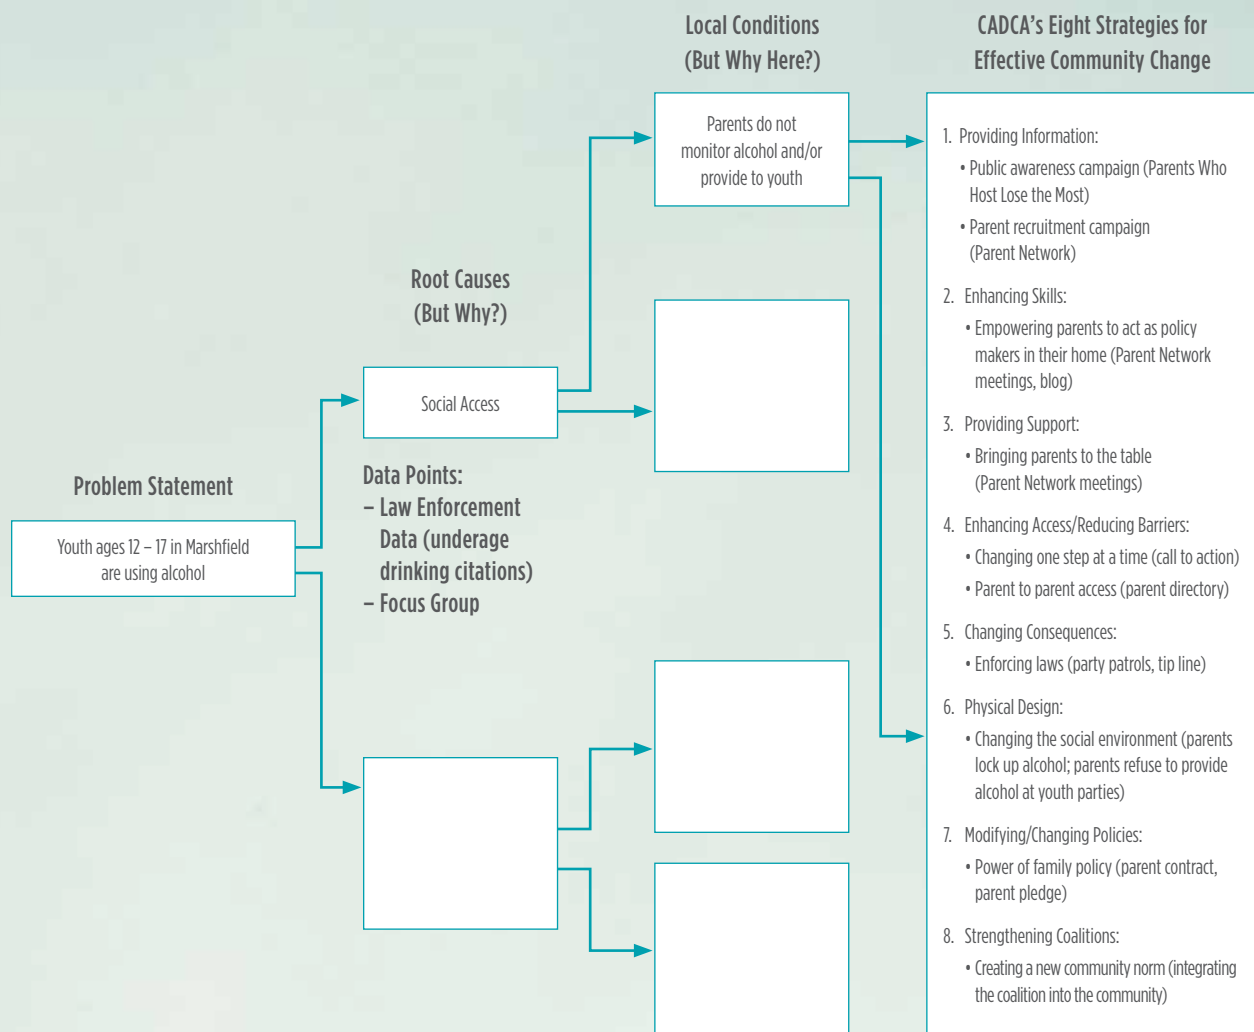 Problem Statement
Youth ages 12 – 17 in Marshfield
are using alcohol
Root Causes
(But Why?)
Social Access
Data Points:
– Law Enforcement
Data (underage
drinking citations)
– Focus Group
Local Conditions
(But Why Here?)
Parents do not
monitor alcohol and/or
provide to youth
CADCA's Eight Strategies for
Effective Community Change
1. Providing Information:
• Public awareness campaign (Parents Who
Host Lose the Most)
• Parent recruitment campaign
(Parent Network)
2. Enhancing Skills:
• Empowering parents to act as policy
makers in their home (Parent Network
meetings, blog)
3. Providing Support:
• Bringing parents to the table
(Parent Network meetings)
4. Enhancing Access/Reducing Barriers:
• Changing one step at a time (call to action)
• Parent to parent access (parent directory)
5. Changing Consequences:
• Enforcing laws (party patrols, tip line)
6. Physical Design:
• Changing the social environment (parents
lock up alcohol; parents refuse to provide
alcohol at youth parties)
7. Modifying/Changing Policies:
• Power of family policy (parent contract,
parent pledge)
8. Strengthening Coalitions:
• Creating a new community norm (integrating
the coalition into the community)